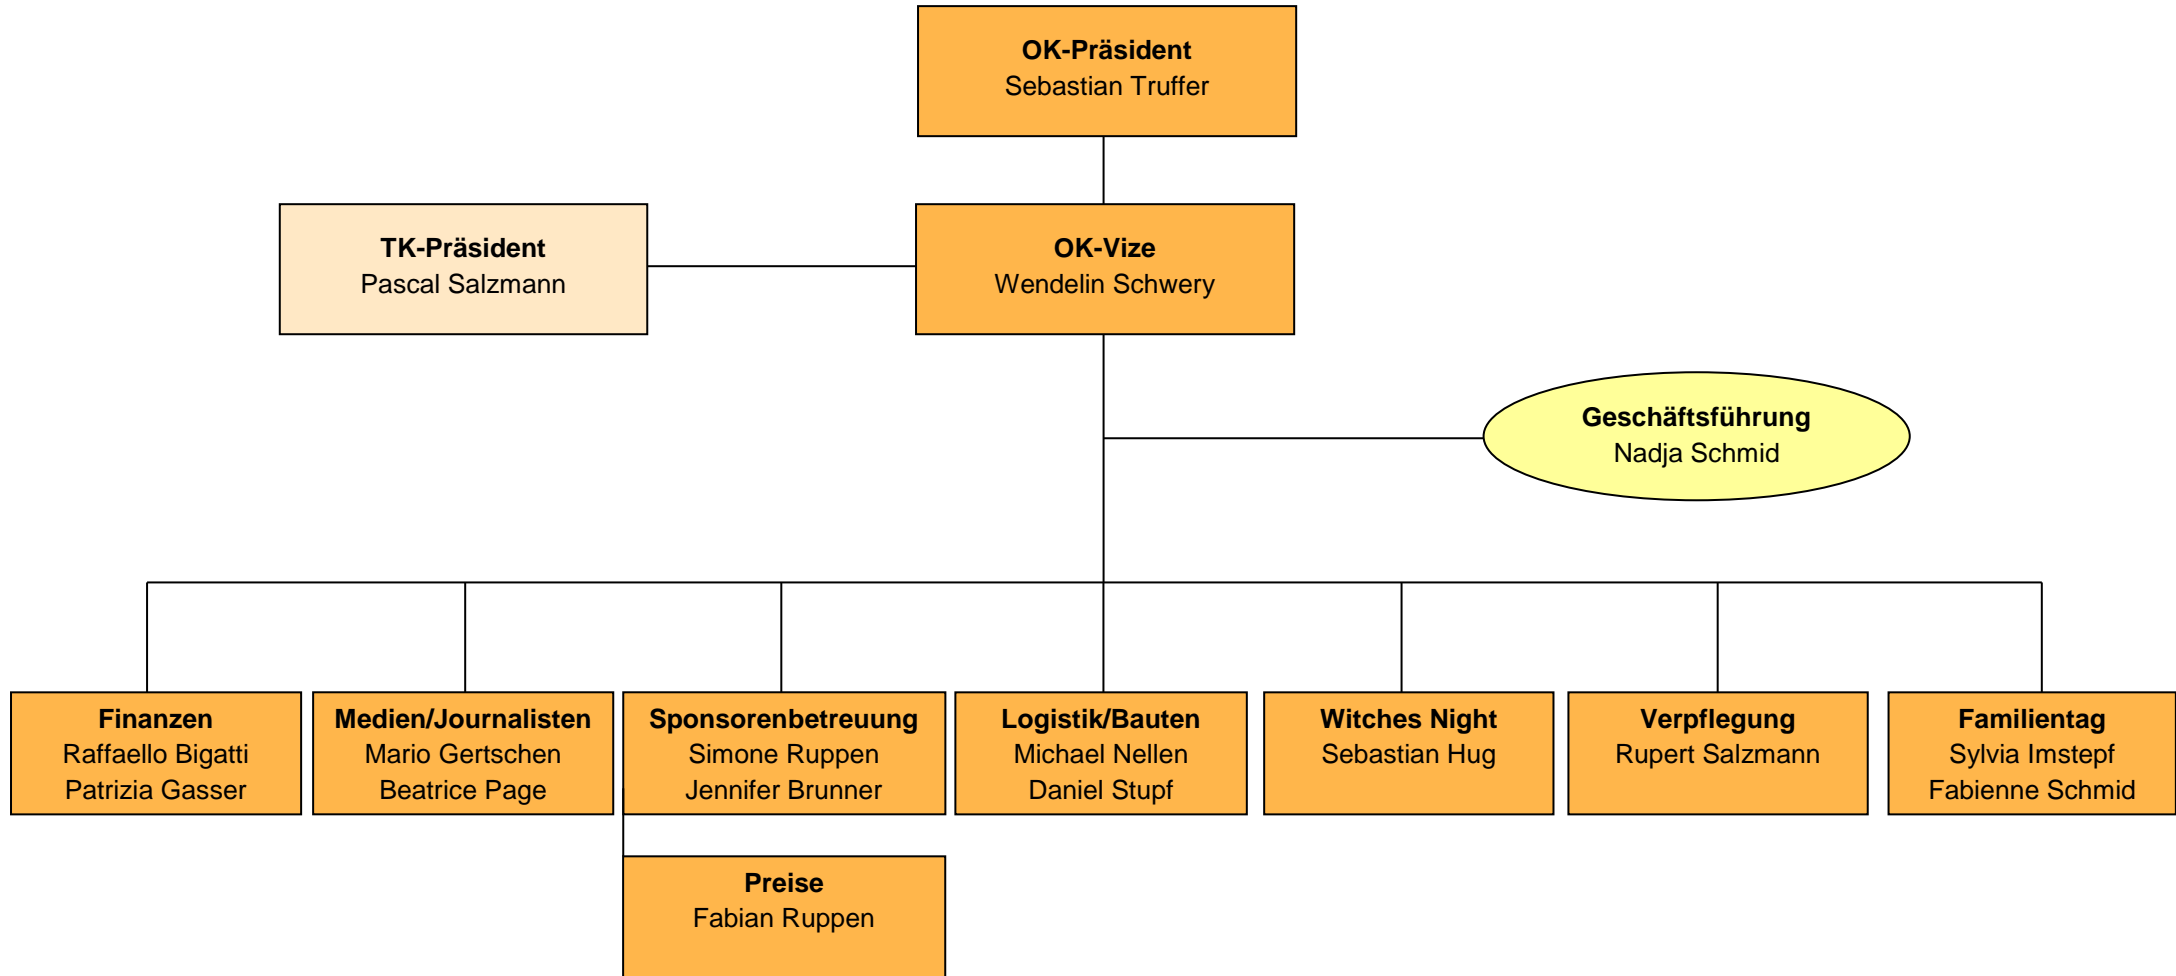 OK-Präsident
Sebastian Truffer
TK-Präsident
Pascal Salzmann
OK-Vize
Wendelin Schwery
Geschäftsführung
Nadja Schmid
Finanzen
Raffaello Bigatti
Patrizia Gasser
Medien/Journalisten
Mario Gertschen
Beatrice Page
Sponsorenbetreuung
Simone Ruppen
Jennifer Brunner
Logistik/Bauten
Michael Nellen
Daniel Stupf
Witches Night
Sebastian Hug
Verpflegung
Rupert Salzmann
Familientag
Sylvia Imstepf
Fabienne Schmid
Preise
Fabian Ruppen